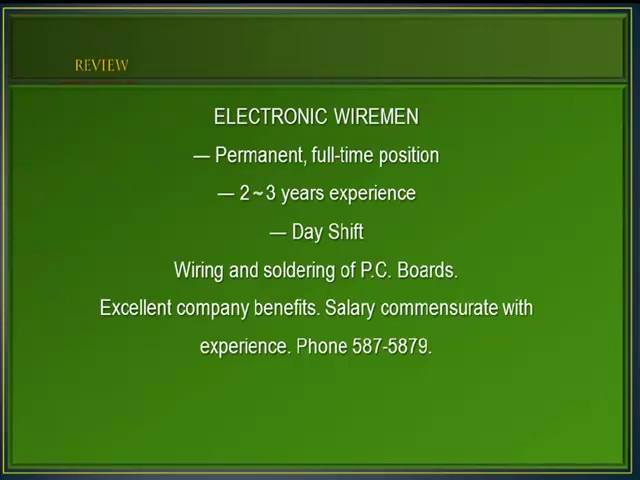 REVIEW
ELECTRONIC WIREMEN
— Permanent, full-time position
— 2~3 years experience
— Day Shift
Wiring and soldering of P.C. Boards.
Excellent company benefits. Salary commensurate with
experience. Phone 587-5879.